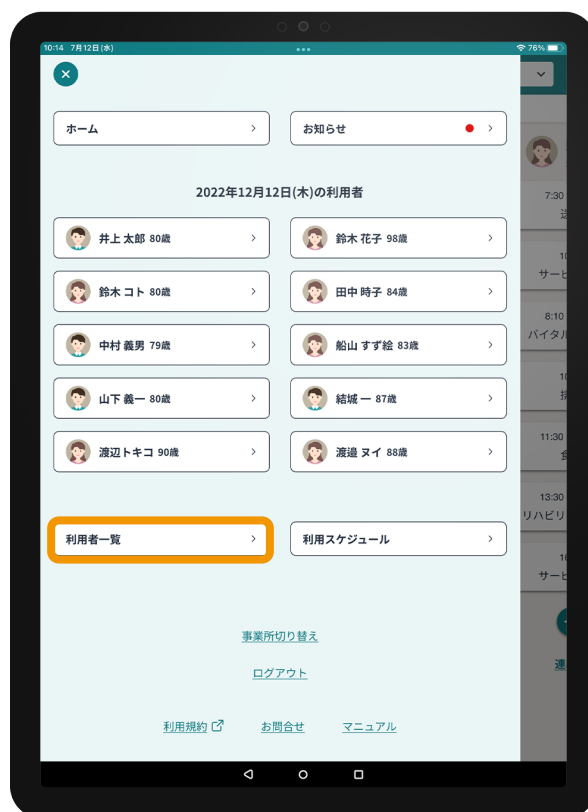 10:14 7月12日(水)
76%
ホーム
お知らせ
2022年12月12日(木)の利用者
井上 太郎 80歳
鈴木 花子 98歳
鈴木 コト 80歳
田中 時子 84歳
中村 義男 79歳
船山 すず絵 83歳
山下 義一 80歳
結城 一 87歳
渡辺トキコ 90歳
渡邉 ヌイ 88歳
利用者一覧
利用スケジュール
事業所切り替え
ログアウト
利用規約
お問合せ
マニュアル
7:30
サービ
8:10
バイタル
11:30
13:30
リハビリ
サービ